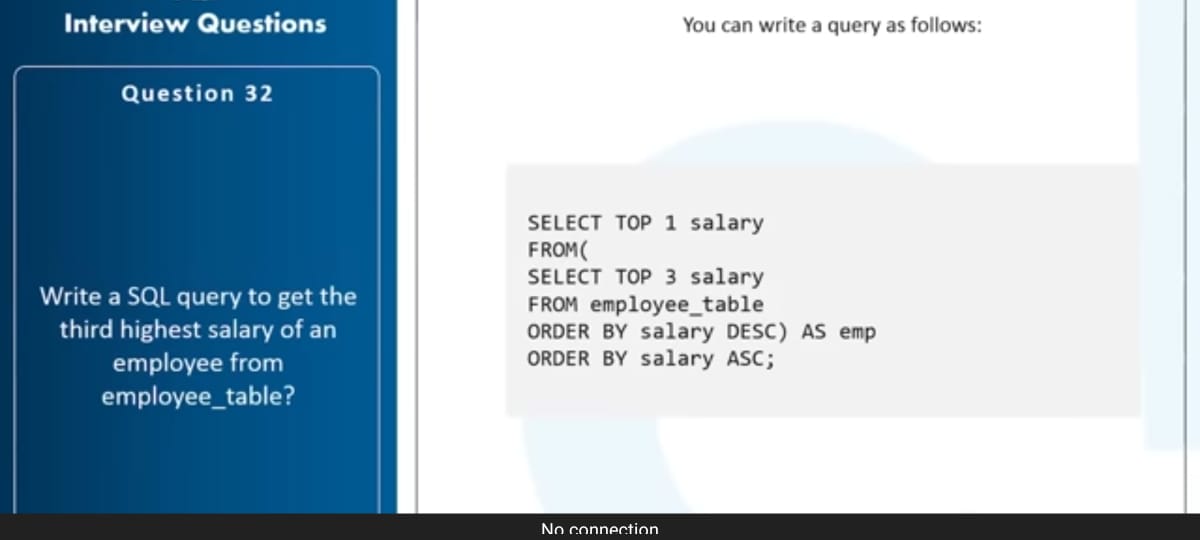 Interview Questions
Question 32
Write a SQL query to get the
third highest salary of an
employee from
employee_table?
You can write a query as follows:
SELECT TOP 1 salary
FROM(
SELECT TOP 3 salary
FROM employee_table
ORDER BY salary DESC) AS emp
ORDER BY salary ASC;
No connection